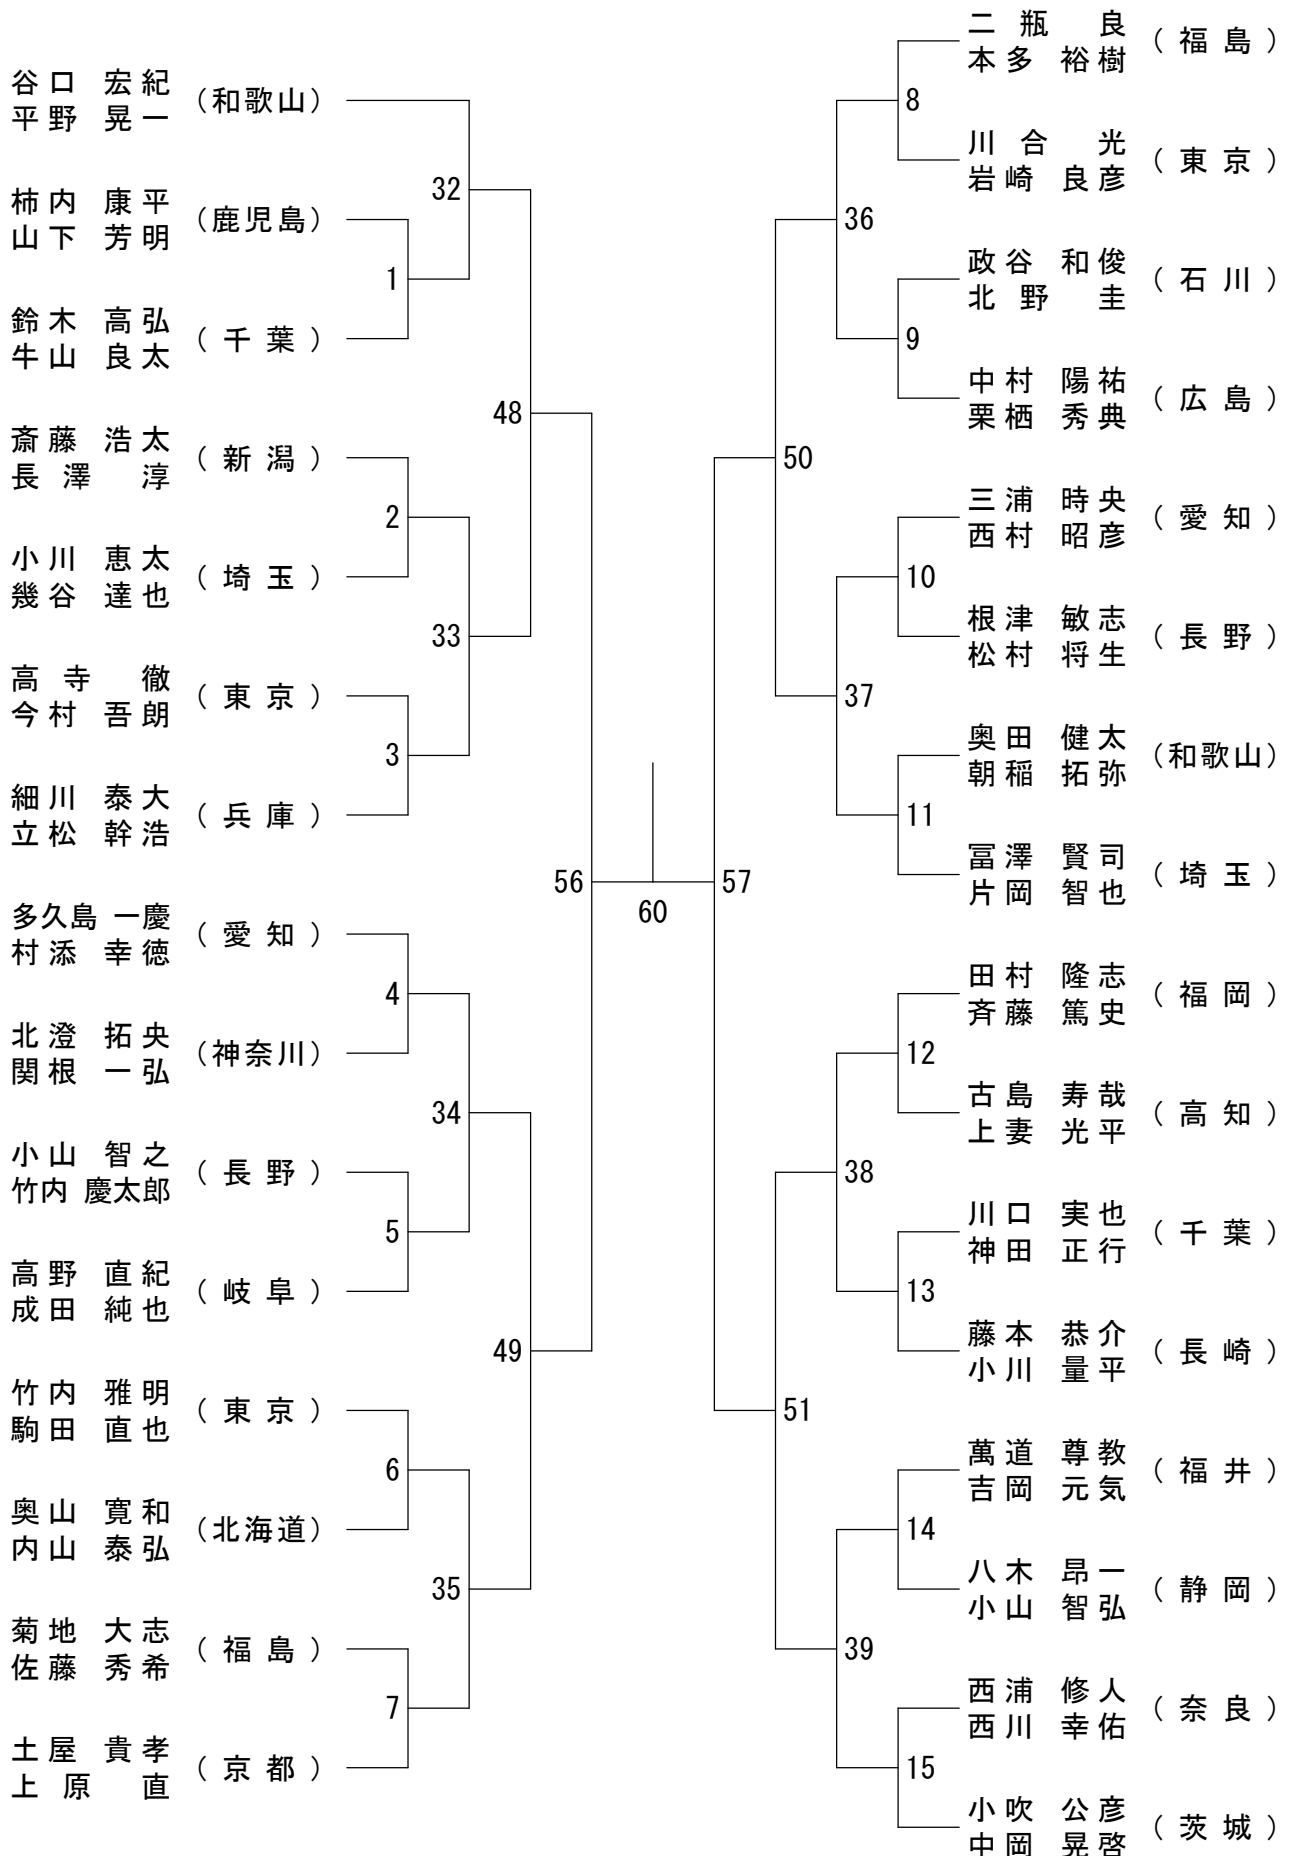 谷口 宏紀
平野 晃一 （和歌山）
柿内 康平
山下 芳明 （鹿児島）
鈴木 高弘
牛山 良太 （千葉）
斎藤 浩太
長澤 淳 （新潟）
小川 恵太
幾谷 達也 （埼玉）
高寺 徹
今村 吾朗 （東京）
細川 泰大
立松 幹浩 （兵庫）
多久島 一慶
村添 幸徳 （愛知）
北澄 拓央
関根 一弘 （神奈川）
小山 智之
竹内 慶太郎 （長野）
高野 直紀
成田 純也 （岐阜）
竹内 雅明
駒田 直也 （東京）
奥山 寛和
内山 泰弘 （北海道）
菊地 大志
佐藤 秀希 （福島）
土屋 貴孝
上原 直 （京都）
1
2
3
4
5
6
7
32
33
34
35
48
49
56
60
57
50
51
36
37
38
39
8
9
10
11
12
13
14
15
二瓶 良
本多 裕樹 （福島）
川合 光
岩崎 良彦 （東京）
政谷 和俊
北野 圭 （石川）
中村 陽祐
栗栖 秀典 （広島）
三浦 時央
西村 昭彦 （愛知）
根津 敏志
松村 将生 （長野）
奥田 健太
朝稲 拓弥 （和歌山）
冨澤 賢司
片岡 智也 （埼玉）
田村 隆志
斉藤 篤史 （福岡）
古島 寿哉
上妻 光平 （高知）
川口 実也
神田 正行 （千葉）
藤本 恭介
小川 量平 （長崎）
萬道 尊教
吉岡 元気 （福井）
八木 昂一
小山 智弘 （静岡）
西浦 修人
西川 幸佑 （奈良）
小吹 公彦
中岡 晃啓 （茨城）